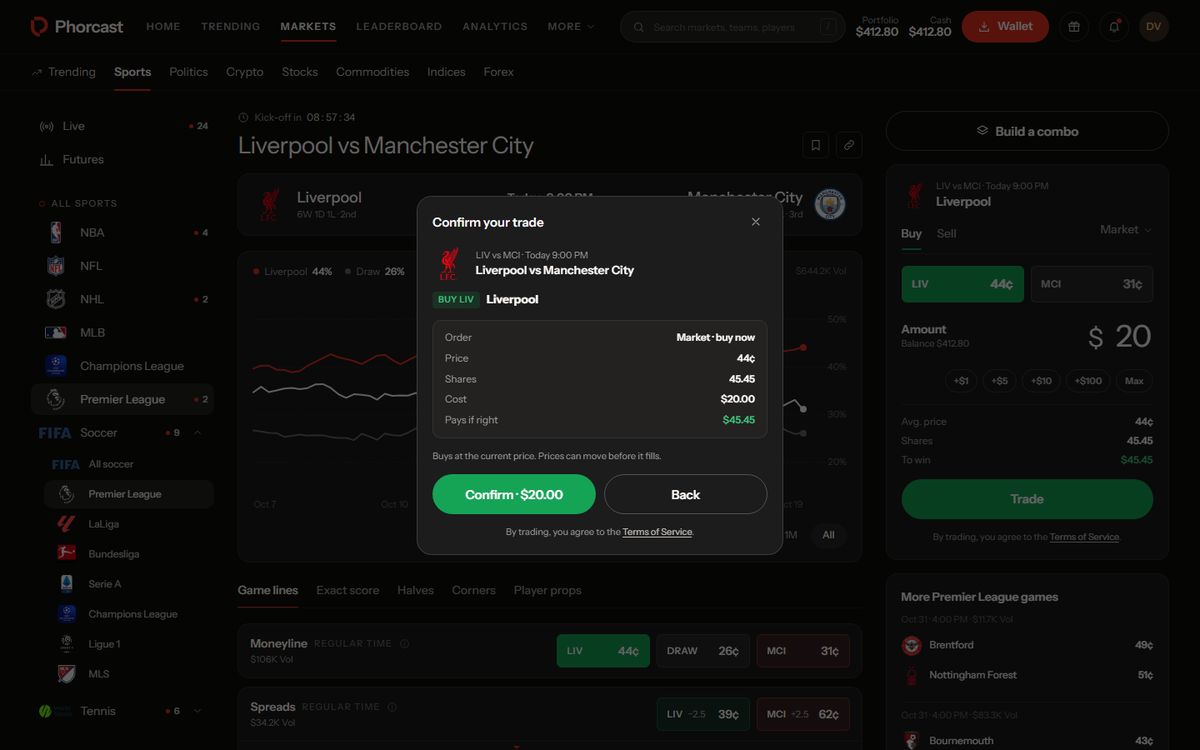 Phorcast
HOME
TRENDING
MARKETS
LEADERBOARD
ANALYTICS
MORE
Search markets, teams, players
/
Portfolio
$412.80
Cash
$412.80
Wallet
DV
Trending
Sports
Politics
Crypto
Stocks
Commodities
Indices
Forex
Live
24
Futures
ALL SPORTS
NBA
4
NFL
NHL
2
MLB
Champions League
Premier League
2
FIFA
Soccer
9
FIFA
All soccer
Premier League
LaLiga
Bundesliga
Serie A
Champions League
Ligue 1
MLS
Tennis
6
Kick-off in 08:57:34
Liverpool vs Manchester City
L.F.C.
Liverpool
6W 1D 1L · 2nd
Manchester City
· 3rd
Liverpool 44%
Draw 26%
$644.2K Vol
50%
40%
30%
20%
Oct 7
Oct 10
Oct 19
1M
All
Confirm your trade
L.F.C.
LIV vs MCI · Today 9:00 PM
Liverpool vs Manchester City
BUY LIV
Liverpool
Order
Market · buy now
Price
44¢
Shares
45.45
Cost
$20.00
Pays if right
$45.45
Buys at the current price. Prices can move before it fills.
Confirm · $20.00
Back
By trading, you agree to the Terms of Service.
Game lines
Exact score
Halves
Corners
Player props
Moneyline REGULAR TIME
$106K Vol
LIV 44¢
DRAW 26¢
MCI 31¢
Spreads REGULAR TIME
$34.2K Vol
LIV -2.5 39¢
MCI +2.5 62¢
Build a combo
LIV vs MCI · Today 9:00 PM
Liverpool
Buy
Sell
Market
LIV 44¢
MCI 31¢
Amount
Balance $412.80
$ 20
+$1
+$5
+$10
+$100
Max
Avg. price
44¢
Shares
45.45
To win
$45.45
Trade
By trading, you agree to the Terms of Service.
More Premier League games
Oct 31 · 4:00 PM · $11.7K Vol
Brentford
49¢
Nottingham Forest
51¢
Oct 31 · 4:00 PM · $83.3K Vol
Bournemouth
43¢